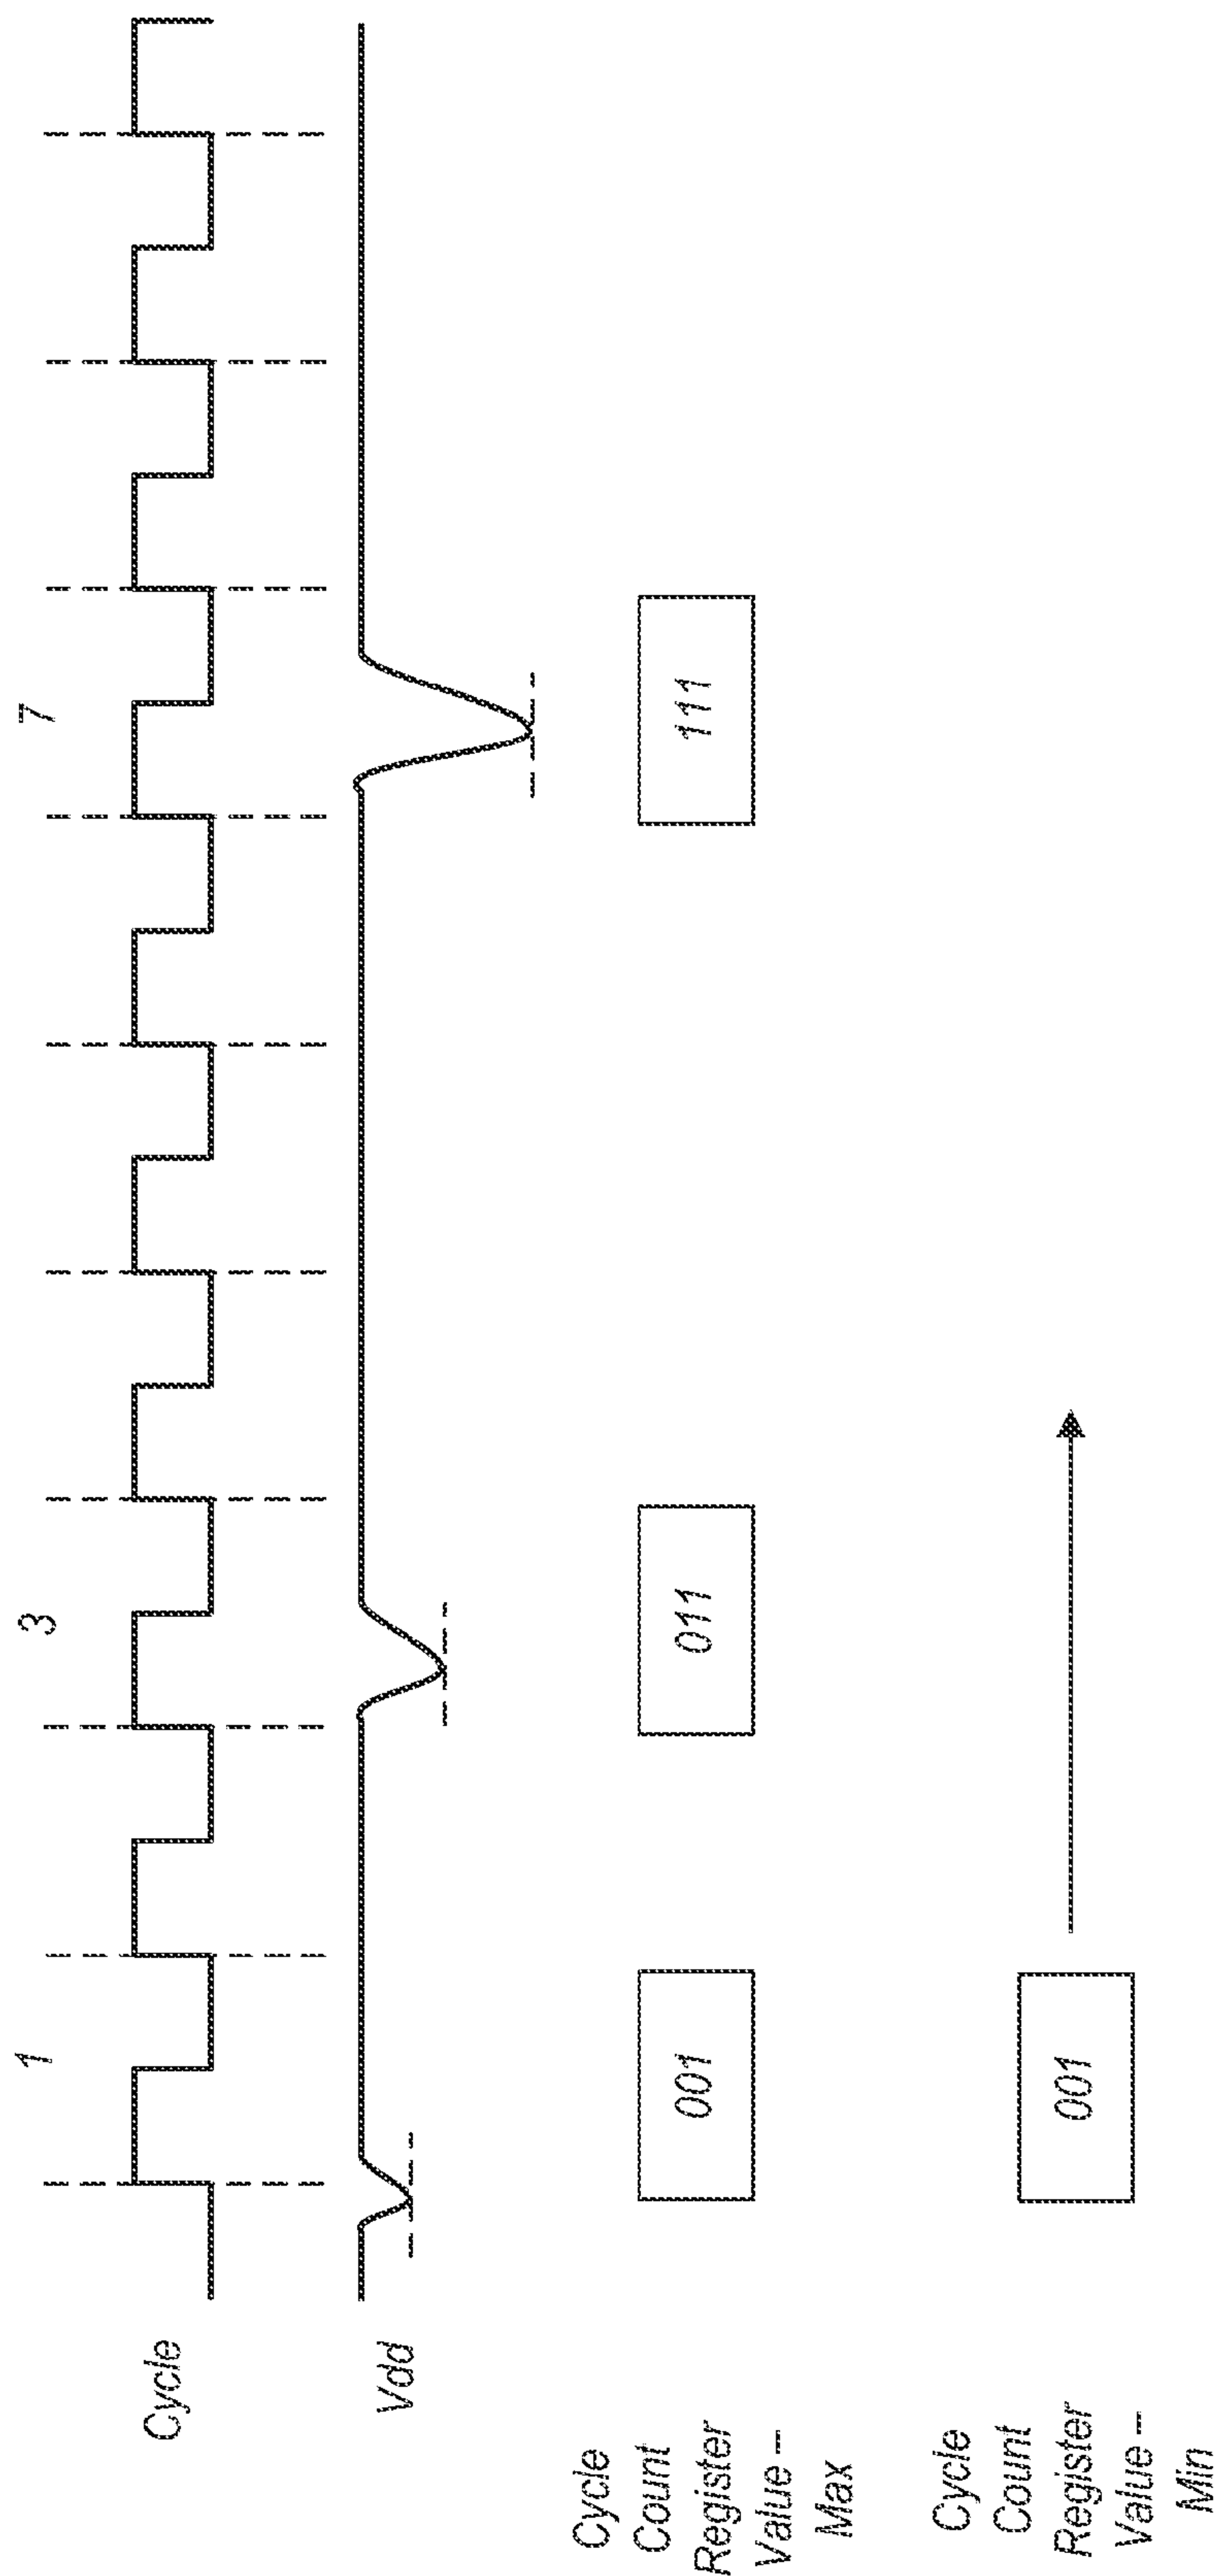 1
3
7
Cycle
Vdd
Cycle
Count
Register
Value –
Max
001
011
111
Cycle
Count
Register
Value –
Min
001